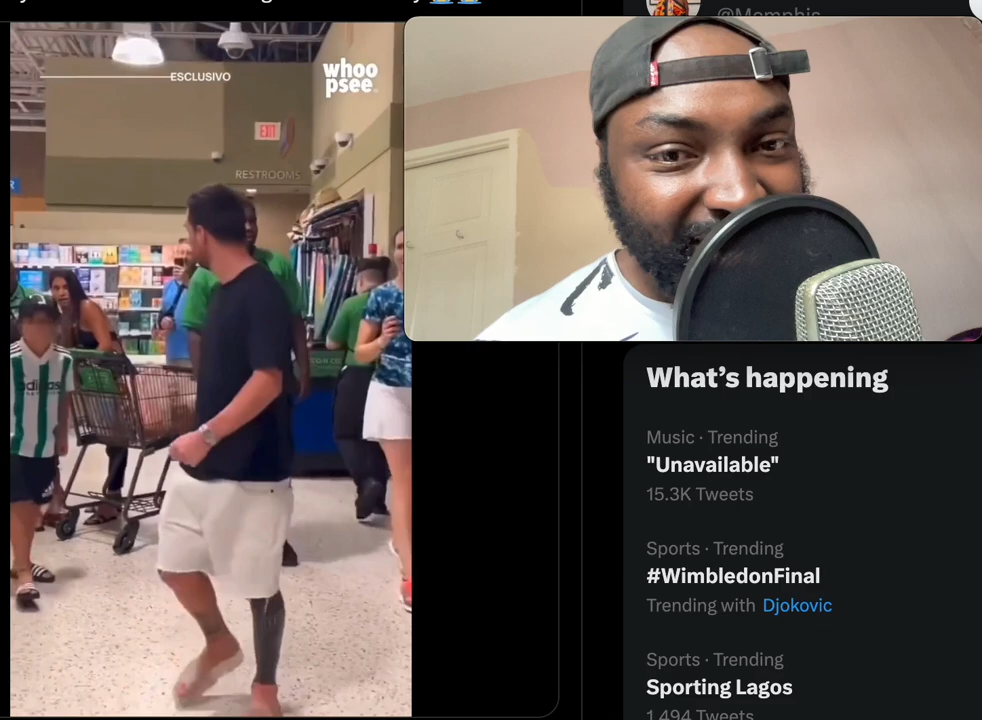 @Memphis
ESCLUSIVO
whoo
psee
EXIT
RESTROOMS
adidas
What’s happening
Music · Trending
"Unavailable"
15.3K Tweets
Sports · Trending
#WimbledonFinal
Trending with Djokovic
Sports · Trending
Sporting Lagos
1,494 Tweets